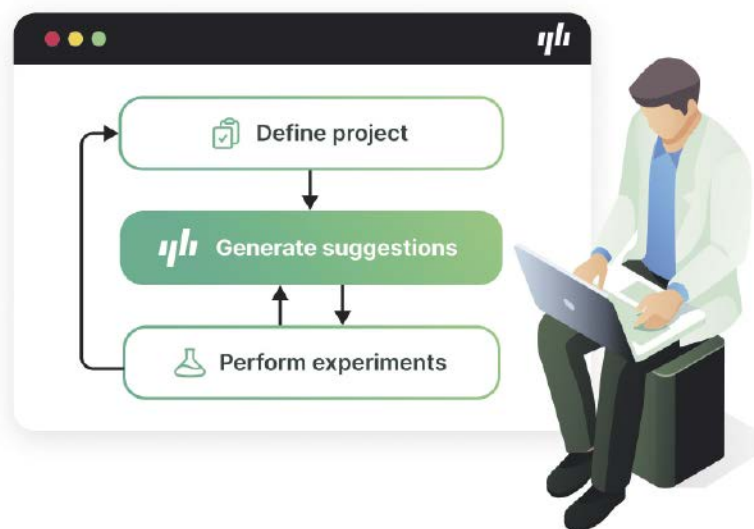 Define project
Generate suggestions
Perform experiments